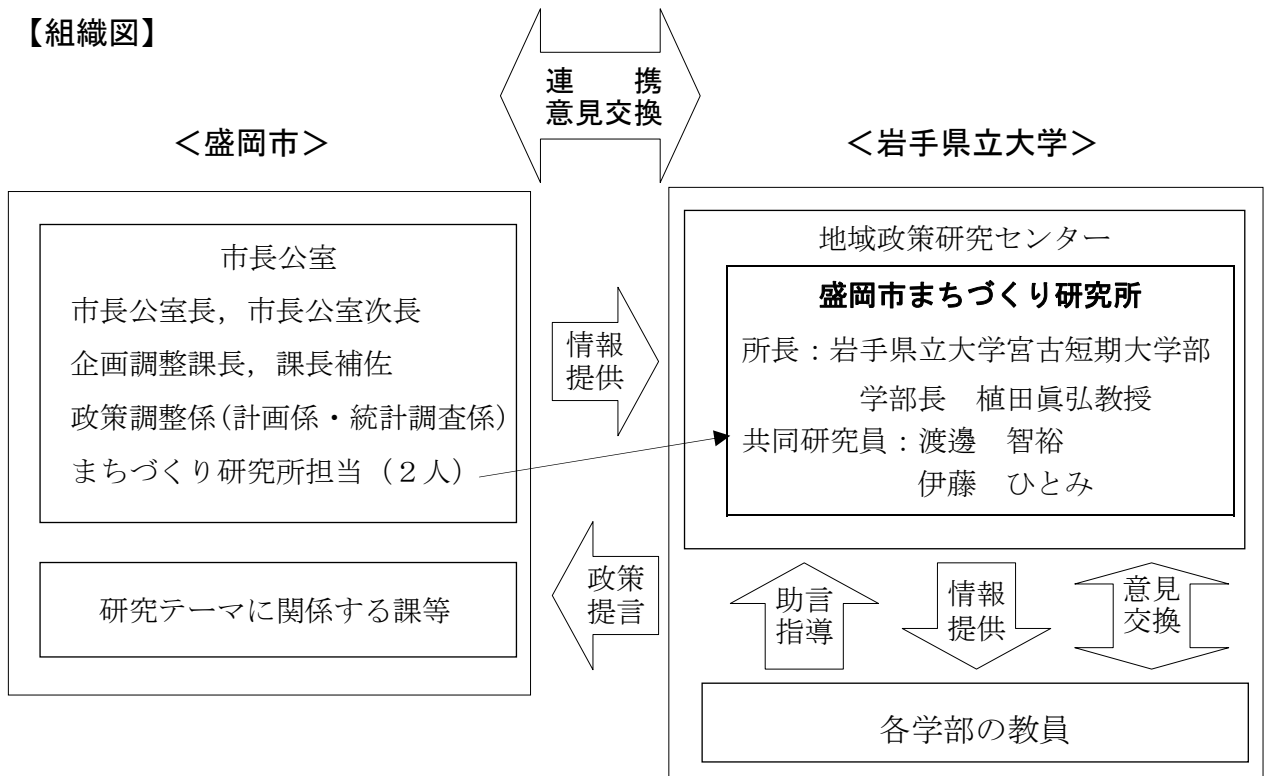 【組織図】
連　　携
意見交換
＜盛岡市＞
＜岩手県立大学＞
市長公室
市長公室長，市長公室次長
企画調整課長，課長補佐
政策調整係(計画係・統計調査係)
まちづくり研究所担当（２人）
研究テーマに関係する課等
情報
提供
政策
提言
地域政策研究センター
盛岡市まちづくり研究所
所長：岩手県立大学宮古短期大学部
学部長　植田眞弘教授
共同研究員：渡邊　智裕
伊藤　ひとみ
助言
指導
情報
提供
意見
交換
各学部の教員